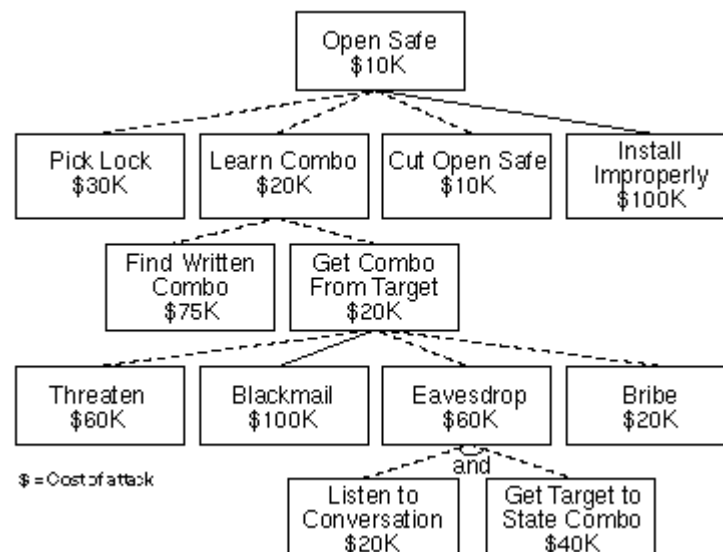 Open Safe
$10K
Pick Lock
$30K
Learn Combo
$20K
Cut Open Safe
$10K
Install
Improperly
$100K
Find Written
Combo
$75K
Get Combo
From Target
$20K
Threaten
$60K
Blackmail
$100K
Eavesdrop
$60K
Bribe
$20K
and
$ = Cost of attack
Listen to
Conversation
$20K
Get Target to
State Combo
$40K